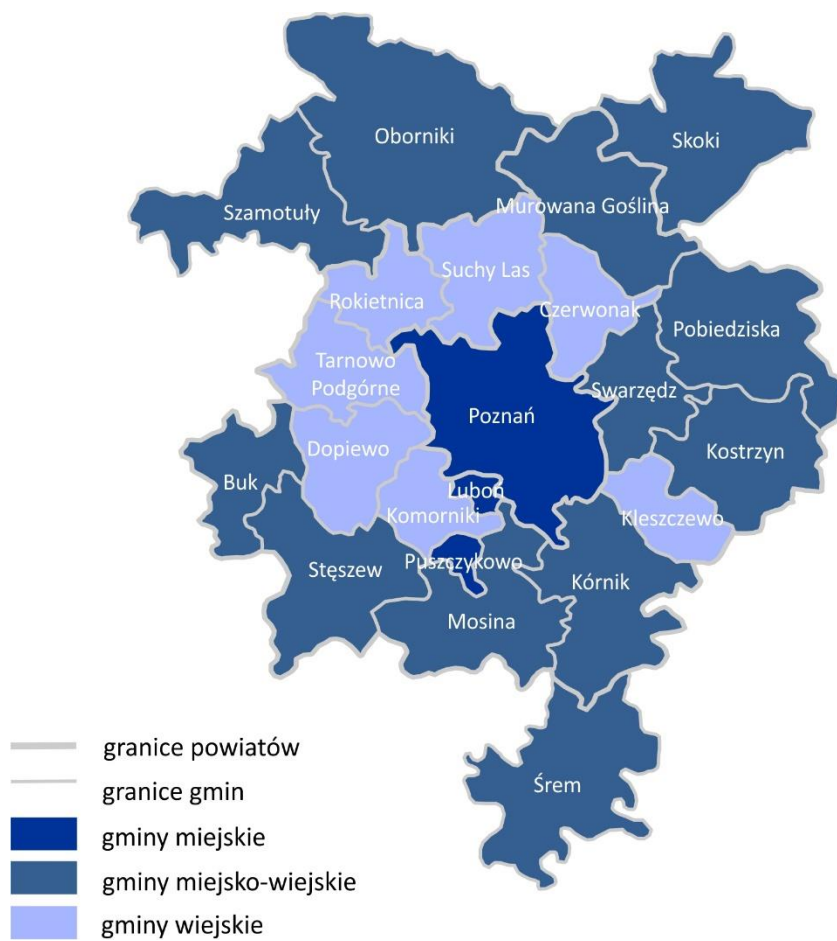 Oborniki
Skoki
Szamotuły
Murowana Goślina
Suchy Las
Rokietnica
Czerwonak
Pobiedziska
Tarnowo
Podgórne
Swarzędz
Poznań
Dopiewo
Kostrzyn
Buk
Luboń
Komorniki
Kleszczewo
Puszczykowo
Stęszew
Kórnik
Mosina
Śrem
granice powiatów
granice gmin
gminy miejskie
gminy miejsko-wiejskie
gminy wiejskie